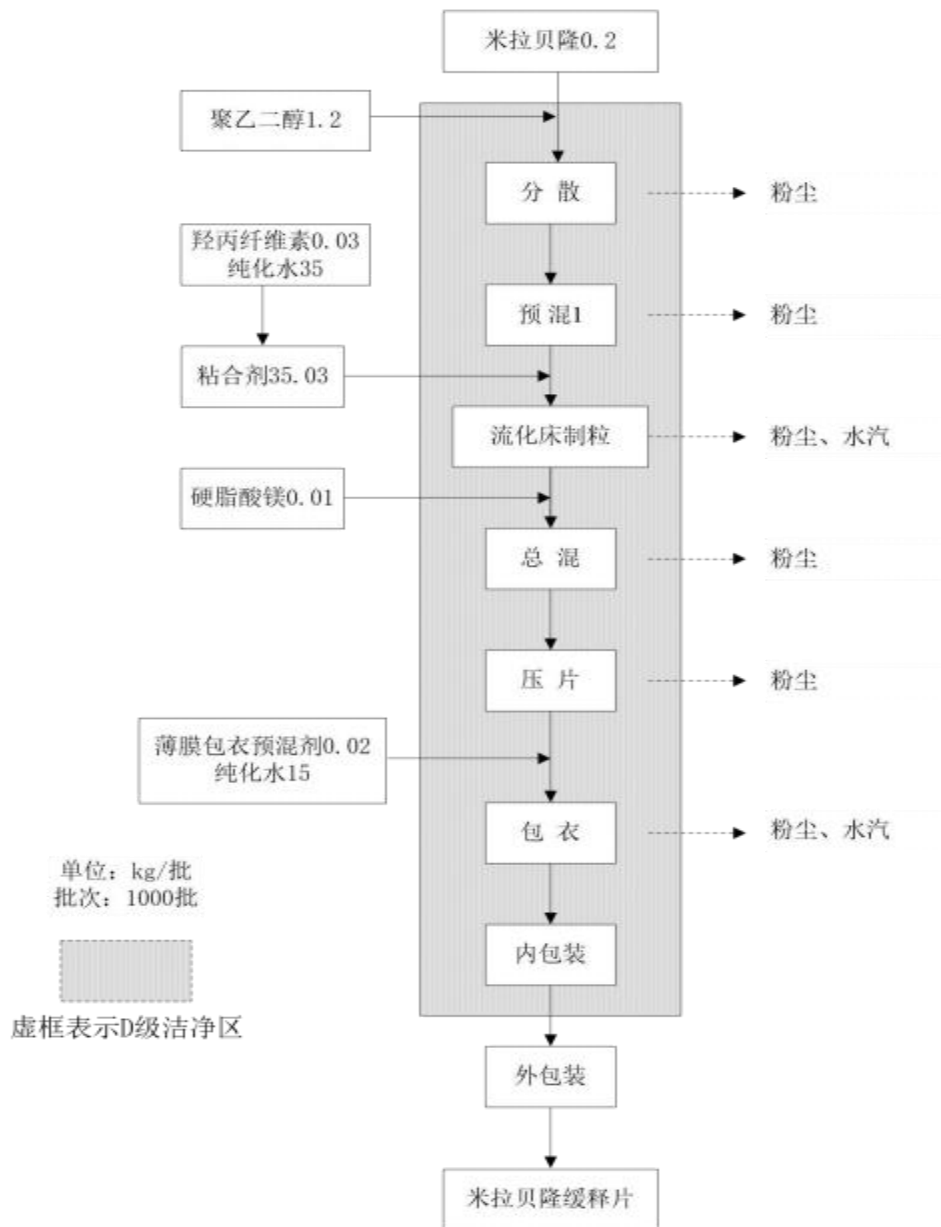 米拉贝隆0.2
聚乙二醇1.2
分 散
粉尘
羟丙纤维素0.03
纯化水35
预 混1
粉尘
粘合剂35.03
流化床制粒
粉尘、水汽
硬脂酸镁0.01
总 混
粉尘
压 片
粉尘
薄膜包衣预混剂0.02
纯化水15
包 衣
粉尘、水汽
单位: kg/批
批次: 1000批
内包装
虚框表示D级洁净区
外包装
米拉贝隆缓释片